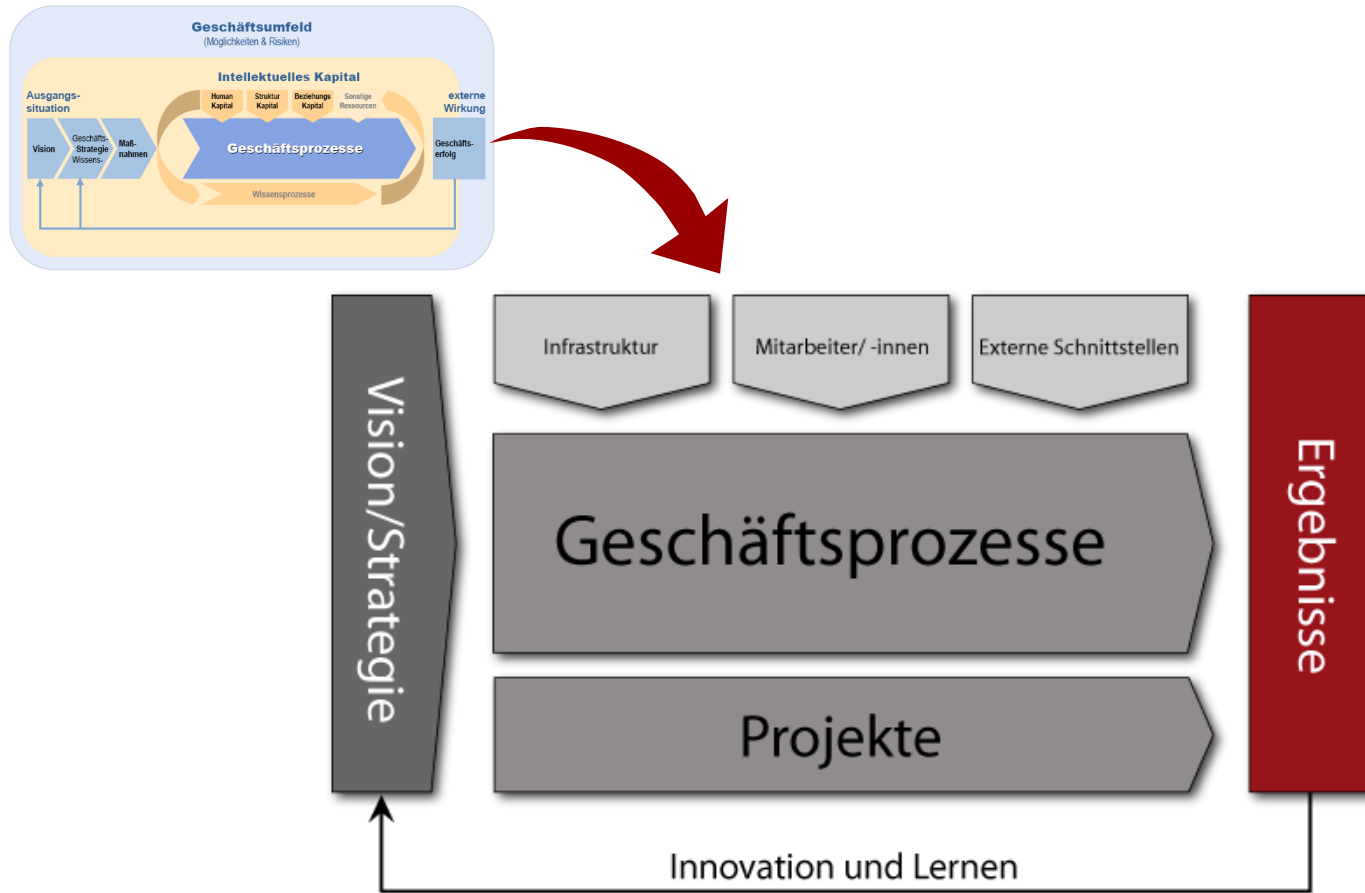 Geschäftsumfeld
(Möglichkeiten & Risiken)
Intellektuelles Kapital
Ausgangs-
situation
externe
Wirkung
Human
Kapital
Struktur
Kapital
Beziehungs
Kapital
Sonstige
Ressourcen
Vision
Geschäfts-
Strategie
Wissens-
Maß-
nahmen
Geschäftsprozesse
Geschäfts-
erfolg
Wissensprozesse
Vision/Strategie
Infrastruktur
Mitarbeiter/ -innen
Externe Schnittstellen
Geschäftsprozesse
Projekte
Ergebnisse
Innovation und Lernen